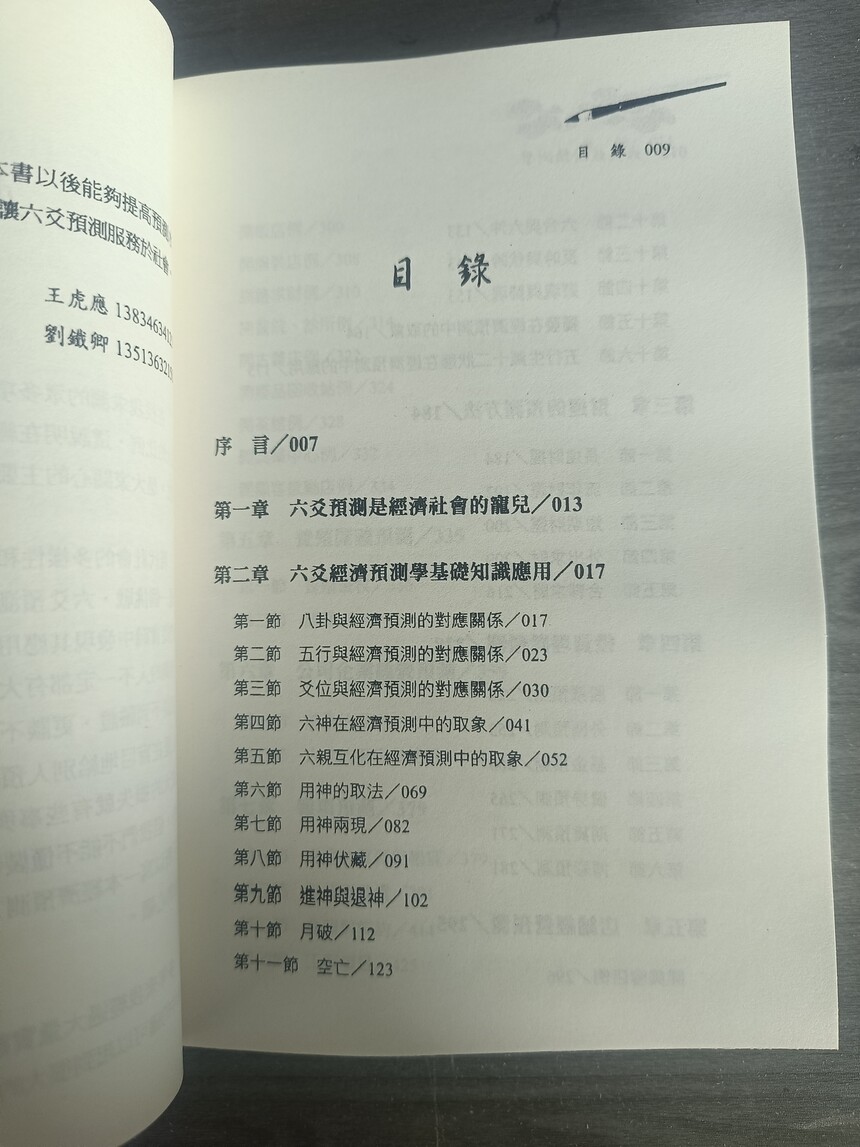 本書以後能夠提高預測
讓六爻預測服務於社會
王虎應 1383463412
劉鐵卿 1351363210
目錄 009
目錄
序言/007
第一章 六爻預測是經濟社會的寵兒/013
第二章 六爻經濟預測學基礎知識應用/017
第一節 八卦與經濟預測的對應關係/017
第二節 五行與經濟預測的對應關係/023
第三節 爻位與經濟預測的對應關係/030
第四節 六神在經濟預測中的取象/041
第五節 六親互化在經濟預測中的取象/052
第六節 用神的取法/069
第七節 用神兩現/082
第八節 用神伏藏/091
第九節 進神與退神/102
第十節 月破/112
第十一節 空亡/123